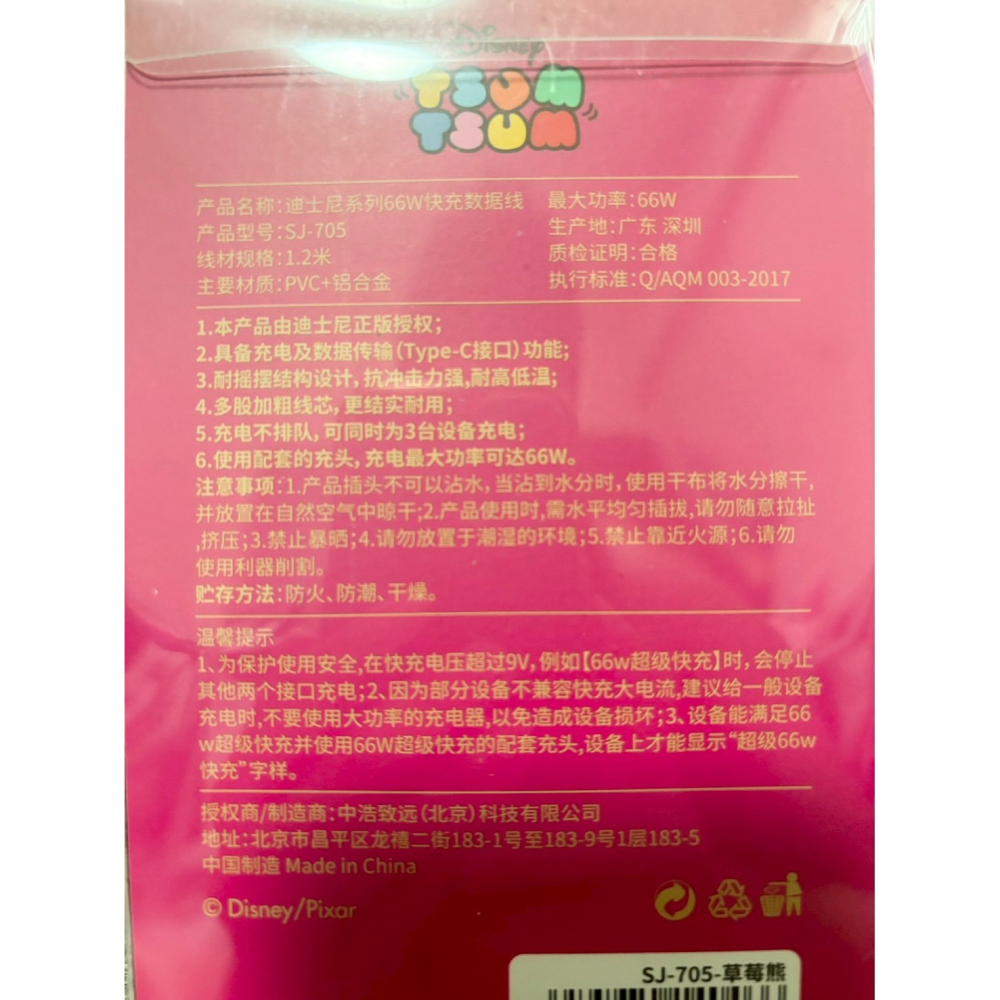 Disney
TSUM
TSUM
产品名称:迪士尼系列66W快充数据线
产品型号:SJ-705
线材规格:1.2米
主要材质:PVC+铝合金
最大功率:66W
生产地:广东 深圳
质检证明:合格
执行标准:Q/AQM 003-2017
1.本产品由迪士尼正版授权;
2.具备充电及数据传输(Type-C接口)功能;
3.耐摇摆结构设计,抗冲击力强,耐高低温;
4.多股加粗线芯,更结实耐用;
5.充电不排队,可同时为3台设备充电;
6.使用配套的充头,充电最大功率可达66W。
注意事项:1.产品插头不可以沾水,当沾到水分时,使用干布将水分擦干,
并放置在自然空气中晾干;2.产品使用时,需水平均匀插拔,请勿随意拉扯
,挤压;3.禁止暴晒;4.请勿放置于潮湿的环境;5.禁止靠近火源;6.请勿
使用利器削割。
贮存方法:防火、防潮、干燥。
温馨提示
1、为保护使用安全,在快充电压超过9V,例如【66w超级快充】时,会停止
其他两个接口充电;2、因为部分设备不兼容快充大电流,建议给一般设备
充电时,不要使用大功率的充电器,以免造成设备损坏;3、设备能满足66
w超级快充并使用66W超级快充的配套充头,设备上才能显示“超级66w
快充”字样。
授权商/制造商:中浩致远(北京)科技有限公司
地址:北京市昌平区龙禧二街183-1号至183-9号1层183-5
中国制造 Made in China
© Disney/Pixar
SJ-705-草莓熊